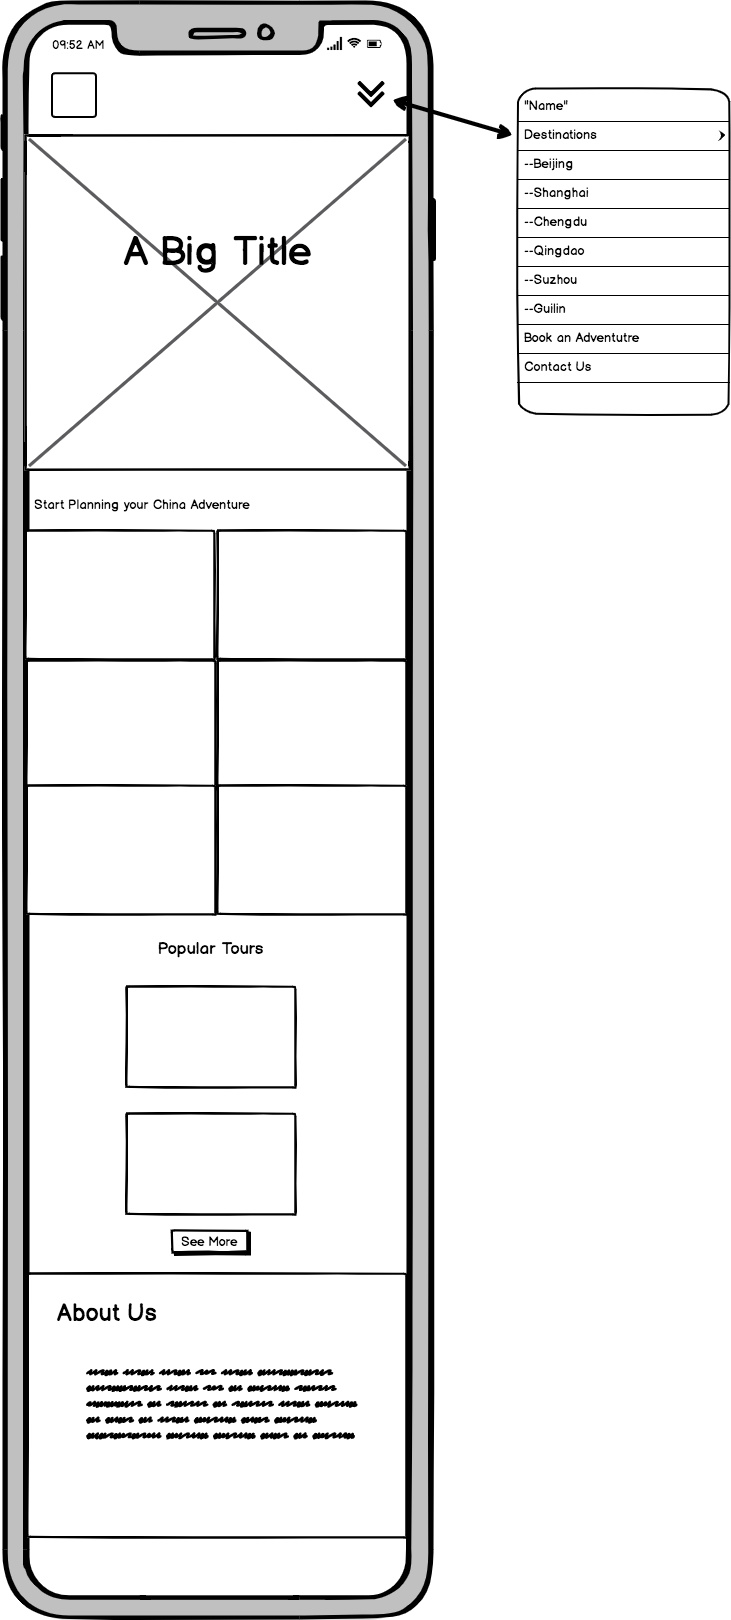 09:52 AM
"Name"
Destinations
--Beijing
--Shanghai
--Chengdu
--Qingdao
--Suzhou
--Guilin
Book an Adventutre
Contact Us
A Big Title
Start Planning your China Adventure
Popular Tours
See More
About Us